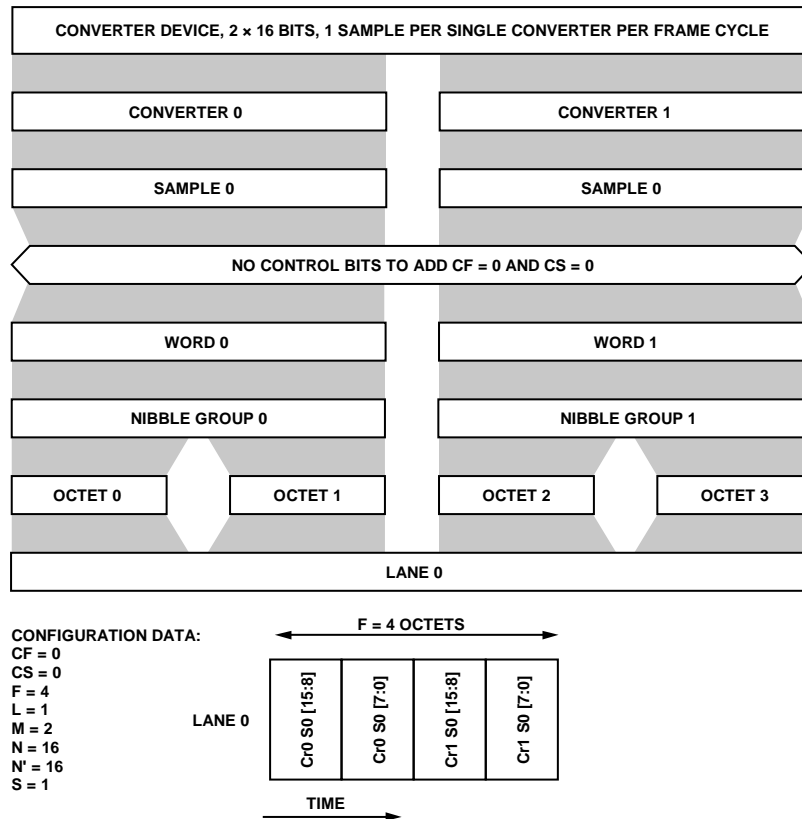 CONVERTER DEVICE, 2 × 16 BITS, 1 SAMPLE PER SINGLE CONVERTER PER FRAME CYCLE
CONVERTER 0
CONVERTER 1
SAMPLE 0
SAMPLE 0
NO CONTROL BITS TO ADD CF = 0 AND CS = 0
WORD 0
WORD 1
NIBBLE GROUP 0
NIBBLE GROUP 1
OCTET 0
OCTET 1
OCTET 2
OCTET 3
LANE 0
CONFIGURATION DATA:
CF = 0
CS = 0
F = 4
L = 1
M = 2
N = 16
N' = 16
S = 1
F = 4 OCTETS
LANE 0
Cr0 S0 [15:8]
Cr0 S0 [7:0]
Cr1 S0 [15:8]
Cr1 S0 [7:0]
TIME